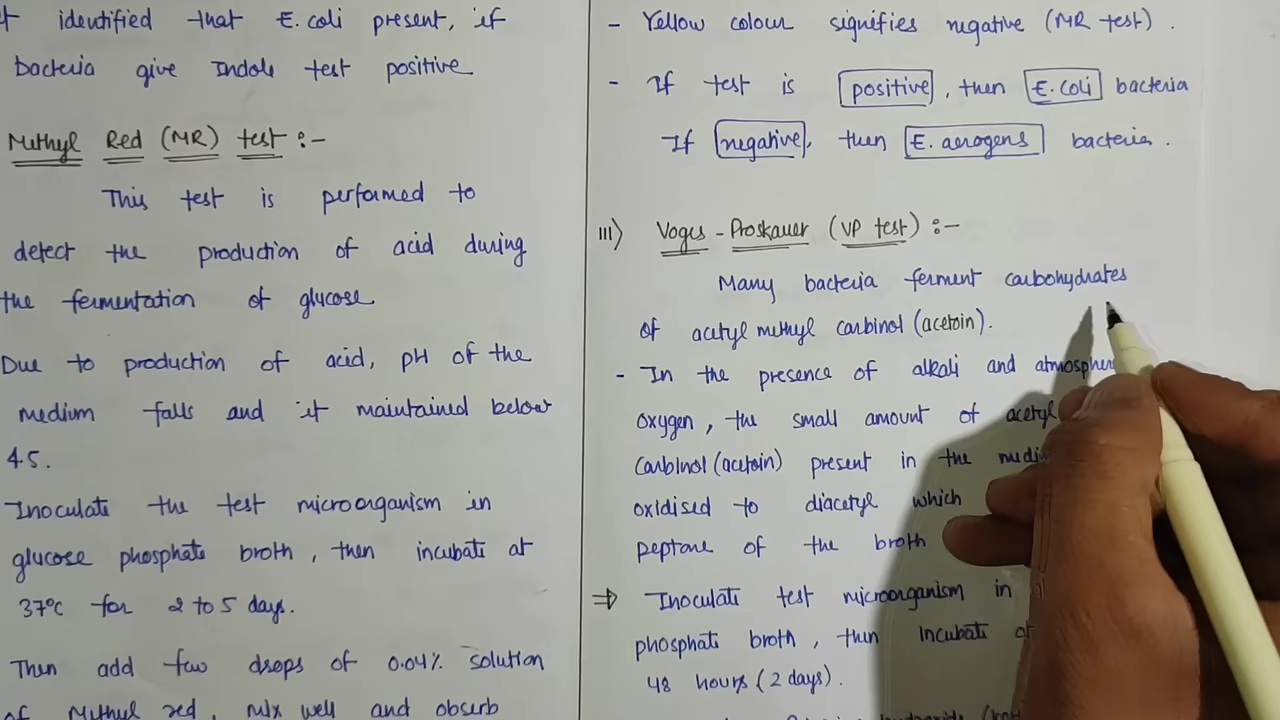 identified that E.coli present, if
bacteria give Indole test positive
Methyl Red (MR) test :-
This test is performed to
detect the production of acid during
the fermentation of glucose
Due to production of acid, pH of the
medium falls and it maintained below
4.5.
Inoculate the test microorganism in
glucose phosphate broth, then incubate at
37°C for 2 to 5 days.
Then add few drops of 0.04% solution
of Methyl red, mix well and observb
- Yellow colour signifies negative (MR test).
- If test is positive, then E.coli bacteria
If negative, then E. aerogens bacteria.
III) Voges-Proskauer (VP test) :-
Many bacteria ferment carbohydrates
of acetyl methyl carbinol (acetoin).
- In the presence of alkali and
oxygen, the small amount of acetyl
carbinol (acetoin) present in the
oxidised to diacetyl which
peptone of the broth
⇒ Inoculate test microorganism in
phosphate broth, then incubate at
48 hours (2 days).